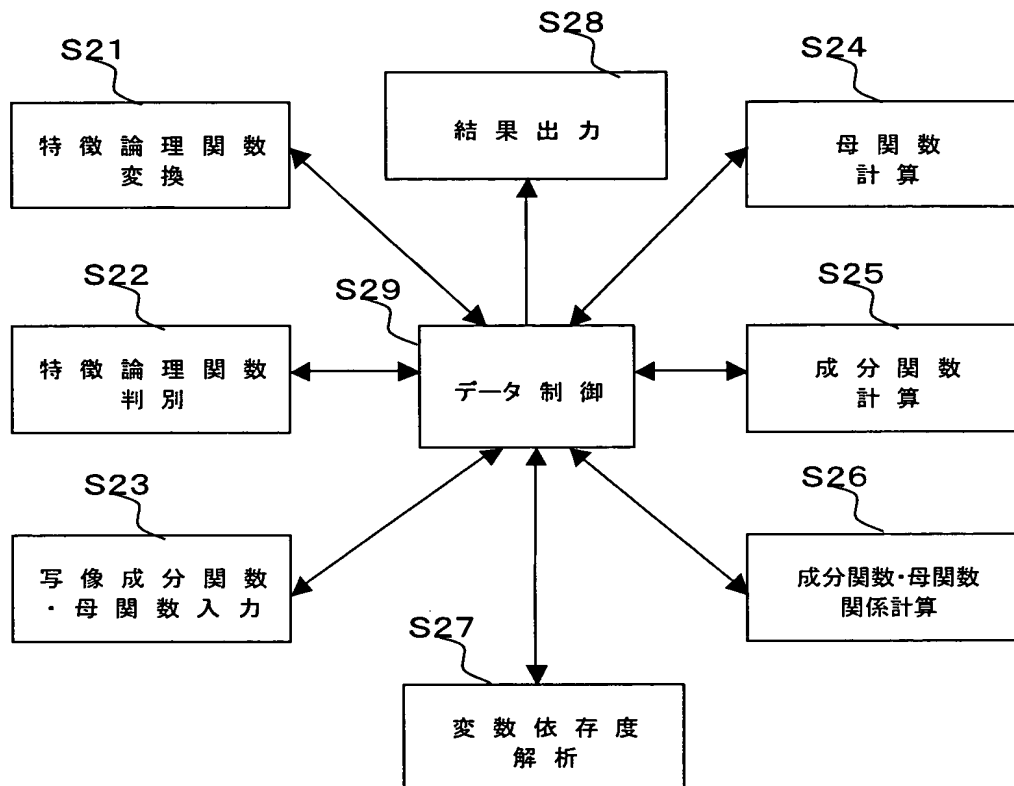 S21
特徴論理関数
変換
S28
結果出力
S24
母関数
計算
S22
特徴論理関数
判別
S29
データ制御
S25
成分関数
計算
S23
写像成分関数
・母関数入力
S27
変数依存度
解析
S26
成分関数・母関数
関係計算